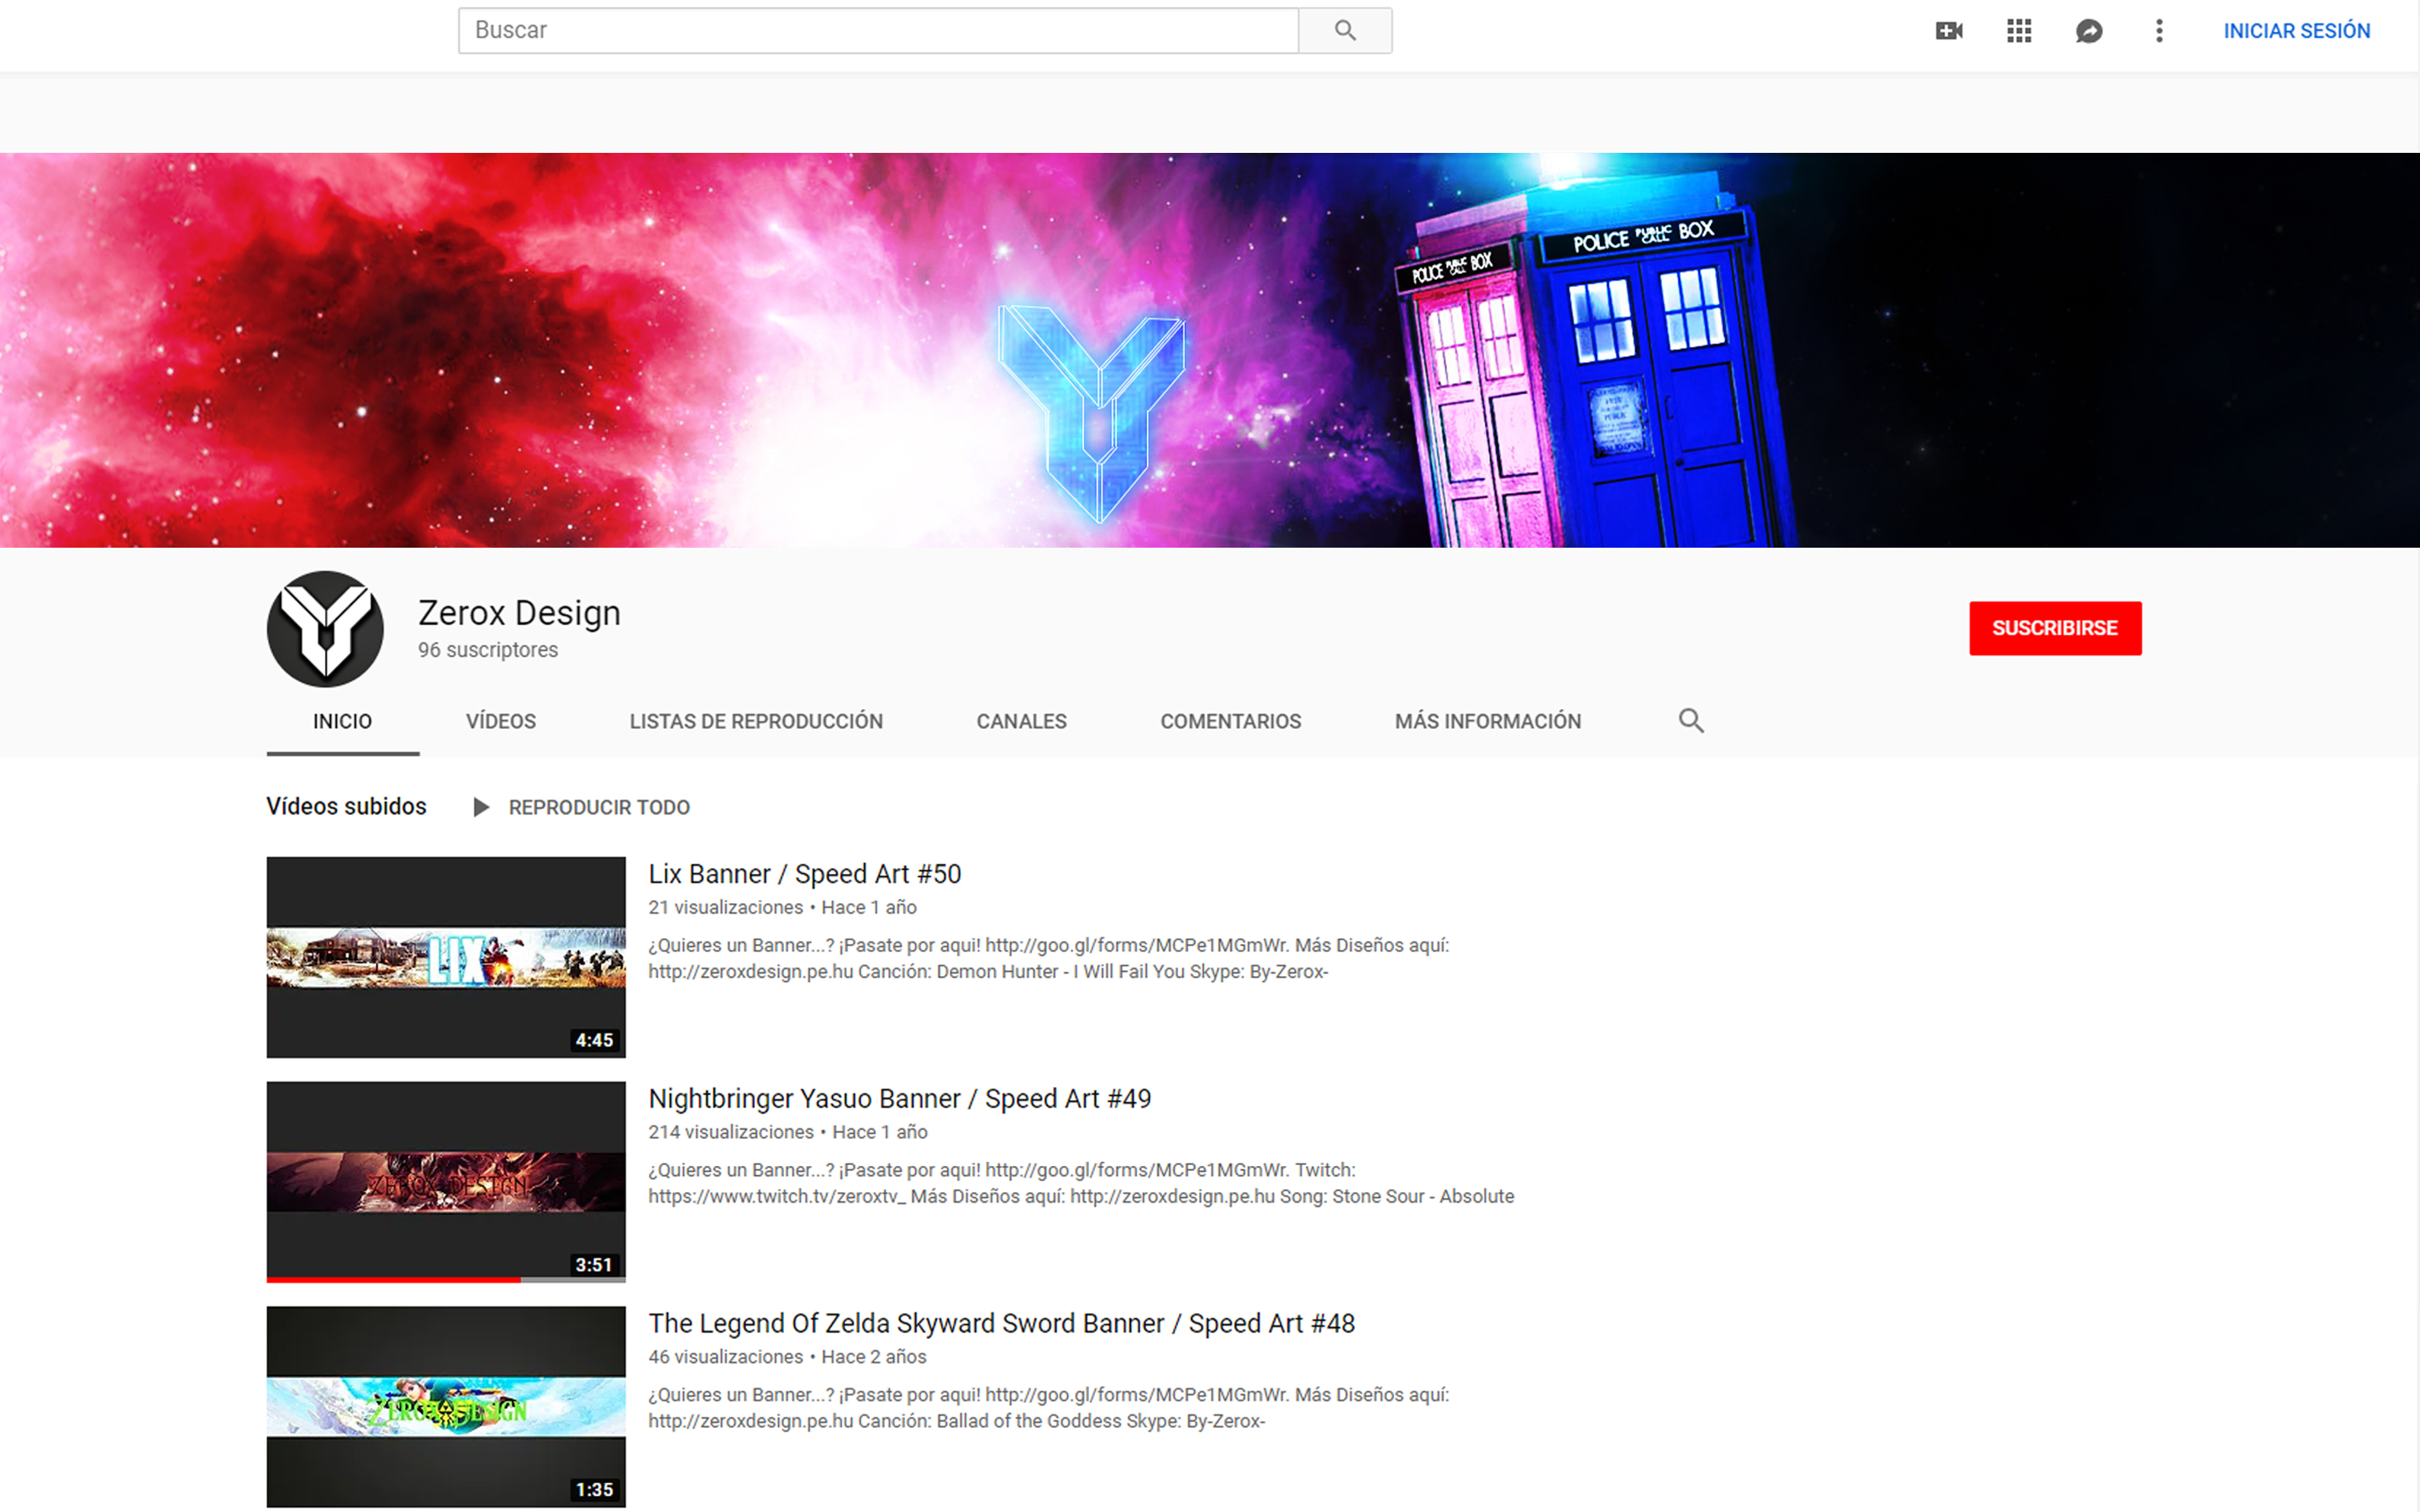 Buscar
INICIAR SESIÓN
POLICE PUBLIC CALL BOX
POLICE PUBLIC CALL BOX
Zerox Design
96 suscriptores
SUSCRIBIRSE
INICIO VÍDEOS LISTAS DE REPRODUCCIÓN CANALES COMENTARIOS MÁS INFORMACIÓN
Vídeos subidos REPRODUCIR TODO
LIX
4:45
Lix Banner / Speed Art #50
21 visualizaciones • Hace 1 año
¿Quieres un Banner...? ¡Pasate por aqui! http://goo.gl/forms/MCPe1MGmWr. Más Diseños aquí:
http://zeroxdesign.pe.hu Canción: Demon Hunter - I Will Fail You Skype: By-Zerox-
ZEROX DESIGN
3:51
Nightbringer Yasuo Banner / Speed Art #49
214 visualizaciones • Hace 1 año
¿Quieres un Banner...? ¡Pasate por aqui! http://goo.gl/forms/MCPe1MGmWr. Twitch:
https://www.twitch.tv/zeroxtv_ Más Diseños aquí: http://zeroxdesign.pe.hu Song: Stone Sour - Absolute
ZEROX DESIGN
1:35
The Legend Of Zelda Skyward Sword Banner / Speed Art #48
46 visualizaciones • Hace 2 años
¿Quieres un Banner...? ¡Pasate por aqui! http://goo.gl/forms/MCPe1MGmWr. Más Diseños aquí:
http://zeroxdesign.pe.hu Canción: Ballad of the Goddess Skype: By-Zerox-